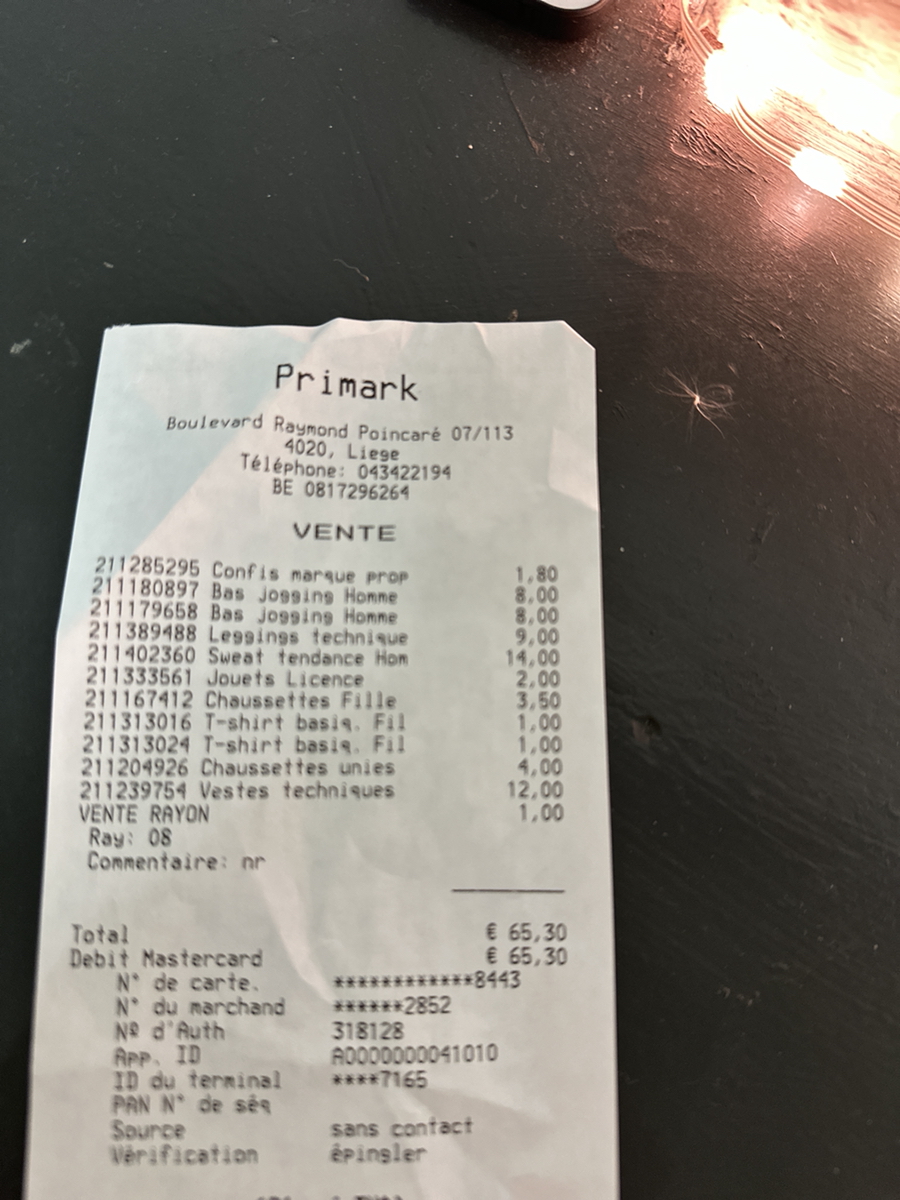 Primark
Boulevard Raymond Poincaré 07/113
4020, Liege
Téléphone: 043422194
BE 0817296264
VENTE
211285295 Confis marque prop 1,80
211180897 Bas Jogging Homme 8,00
211179658 Bas Jogging Homme 8,00
211389488 Leggings technique 9,00
211402360 Sweat tendance Hom 14,00
211333561 Jouets Licence 2,00
211167412 Chaussettes Fille 3,50
211313016 T-shirt basiq. Fil 1,00
211313024 T-shirt basiq. Fil 1,00
211204926 Chaussettes unies 4,00
211239754 Vestes techniques 12,00
VENTE RAYON 1,00
Ray: 08
Commentaire: nr
Total € 65,30
Debit Mastercard € 65,30
N° de carte. ************8443
N° du marchand ******2852
Nº d'Auth 318128
App. ID A0000000041010
ID du terminal ****7165
PAN N° de séq
Source sans contact
Vérification épingler